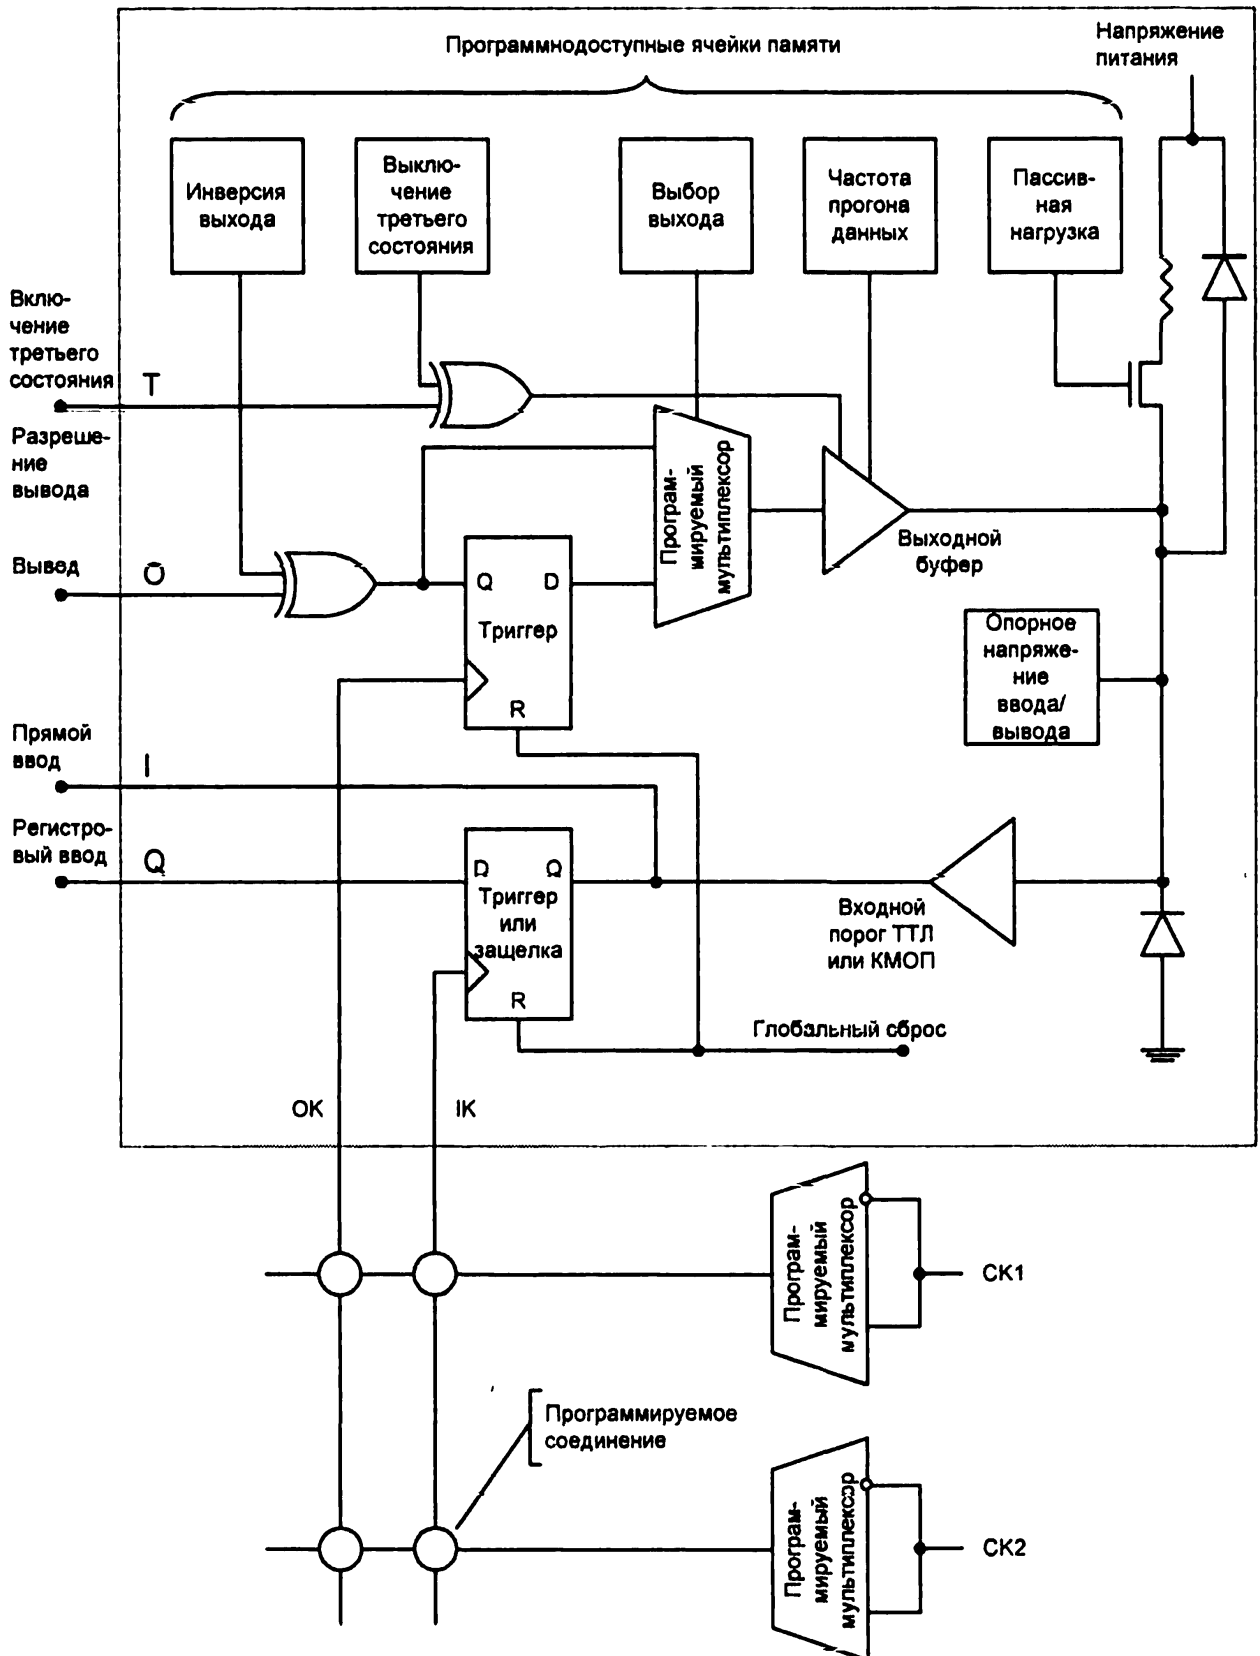 Программнодоступные ячейки памяти
Напряжение
питания
Инверсия
выхода
Выклю-
чение
третьего
состояния
Выбор
выхода
Частота
прогона
данных
Пассив-
ная
нагрузка
Вклю-
чение
третьего
состояния
T
Разреше-
ние
вывода
Програм-
мируемый
мультиплексор
Выходной
буфер
Вывод
O
Q D
Триггер
R
Опорное
напряже-
ние
ввода/
вывода
Прямой
ввод
I
Регистро-
вый ввод
Q
D Q
Триггер
или
защелка
R
Входной
порог ТТЛ
или КМОП
Глобальный сброс
OK
IK
Програм-
мируемый
мультиплексор
CK1
Программируемое
соединение
Програм-
мируемый
мультиплексор
CK2